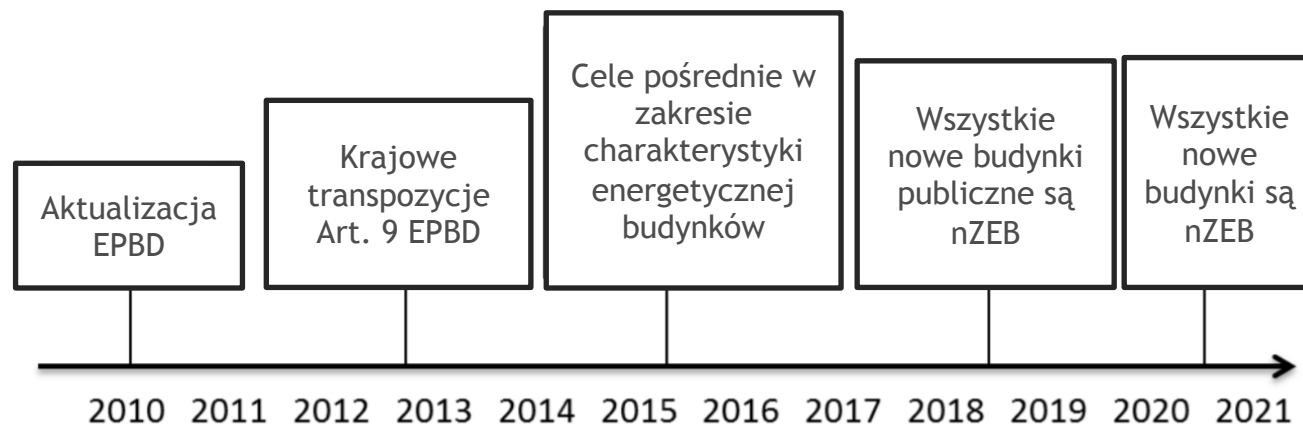 Aktualizacja
EPBD
Krajowe
transpozycje
Art. 9 EPBD
Cele pośrednie w
zakresie
charakterystyki
energetycznej
budynków
Wszystkie
nowe budynki
publiczne są
nZEB
Wszystkie
nowe
budynki są
nZEB
2010 2011 2012 2013 2014 2015 2016 2017 2018 2019 2020 2021